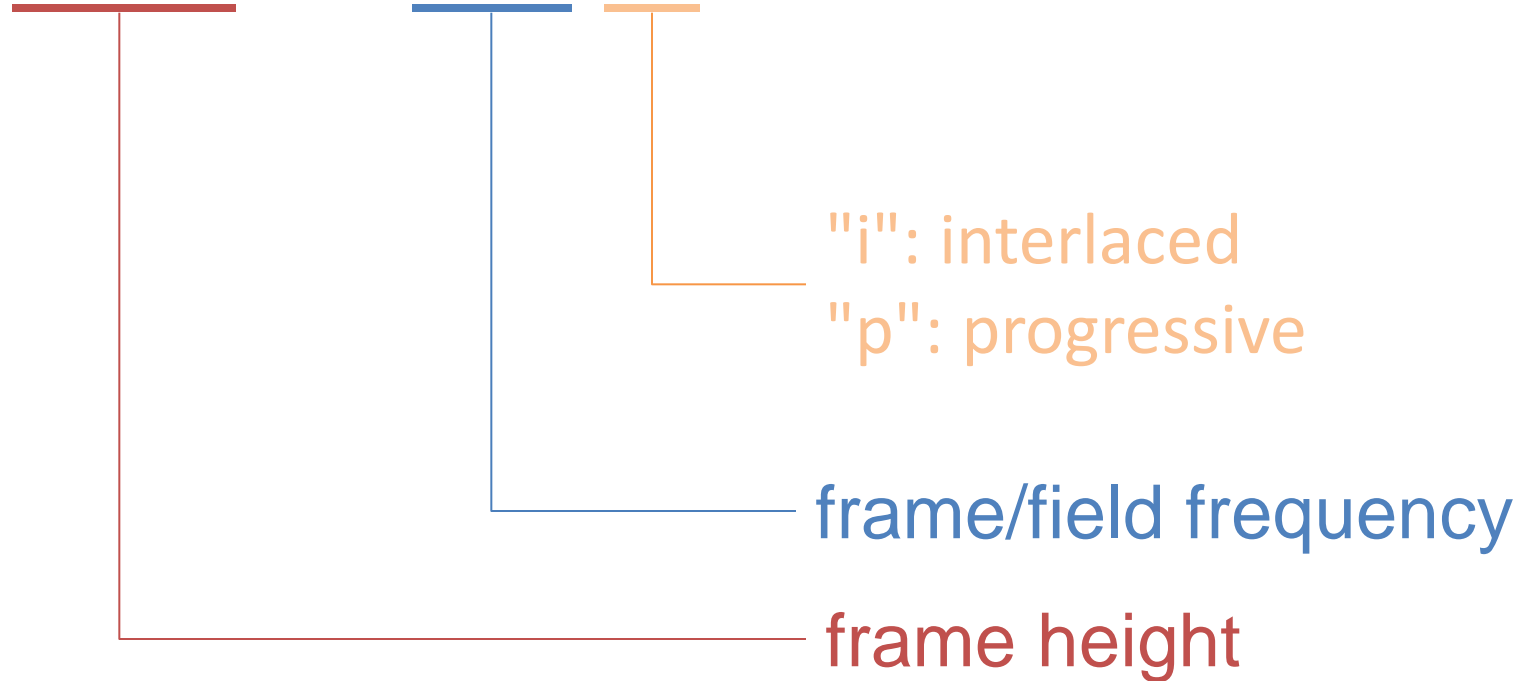 "i": interlaced
"p": progressive
frame/field frequency
frame height